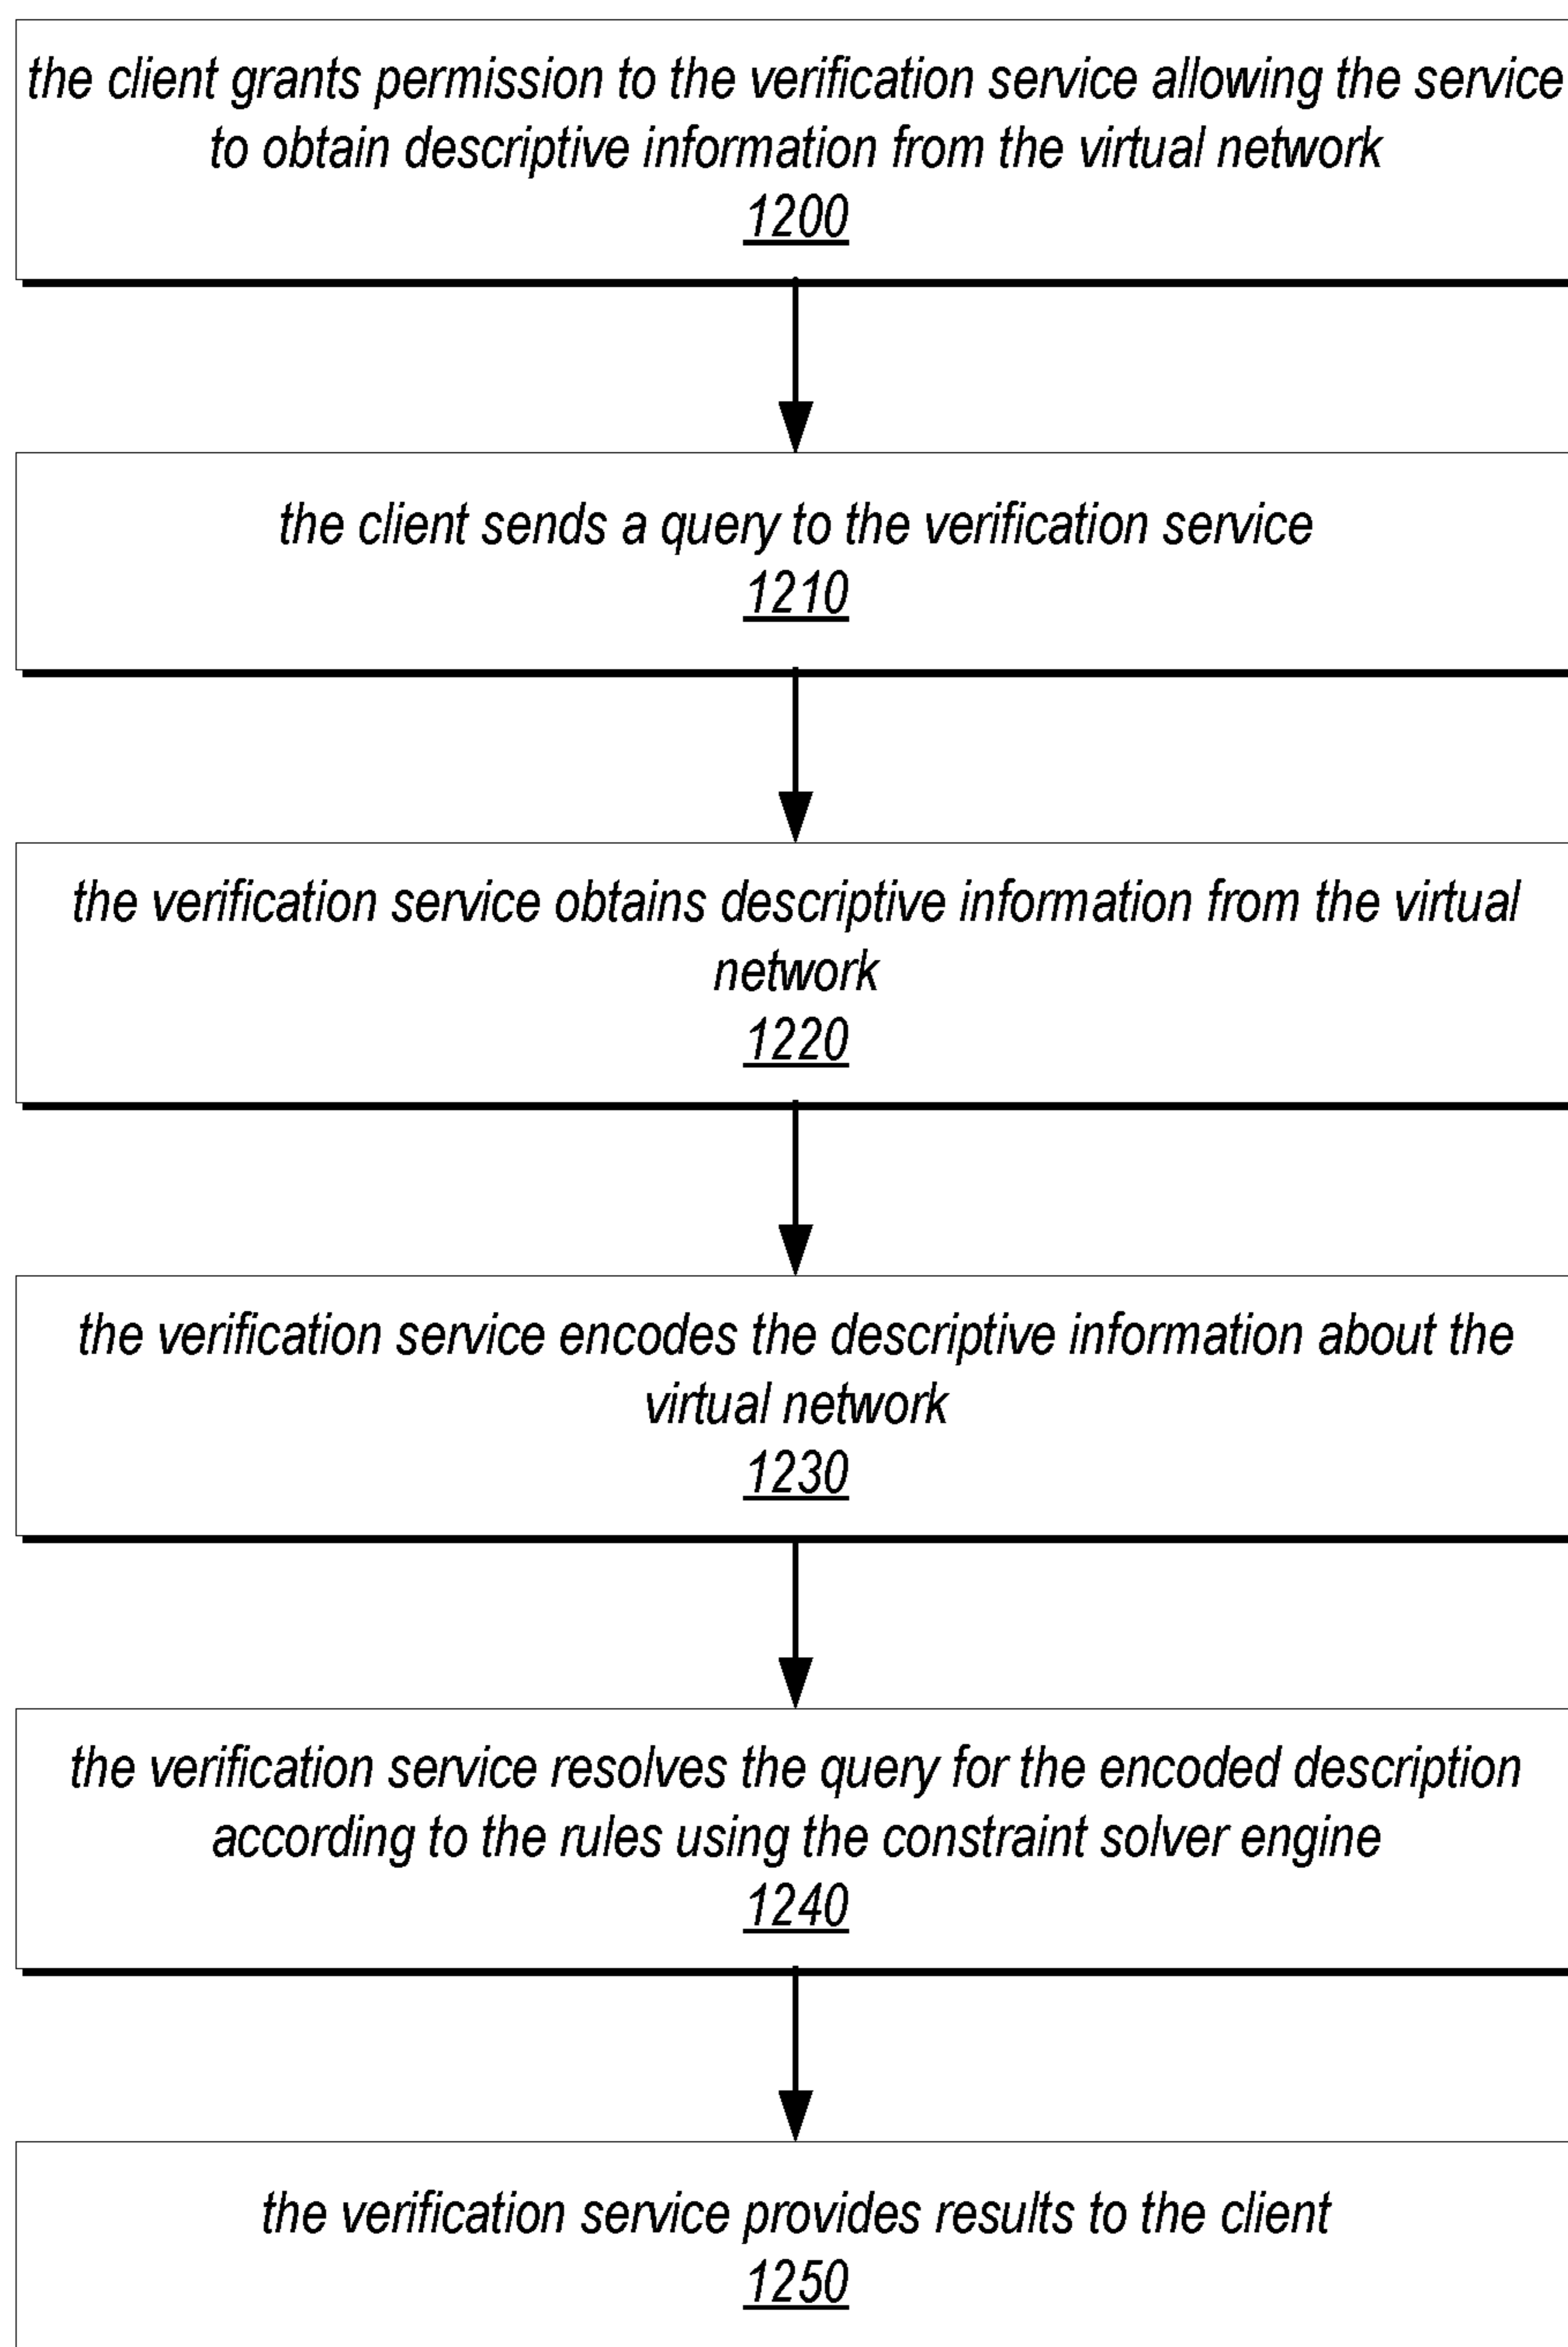 the client grants permission to the verification service allowing the service
to obtain descriptive information from the virtual network
1200
the client sends a query to the verification service
1210
the verification service obtains descriptive information from the virtual
network
1220
the verification service encodes the descriptive information about the
virtual network
1230
the verification service resolves the query for the encoded description
according to the rules using the constraint solver engine
1240
the verification service provides results to the client
1250